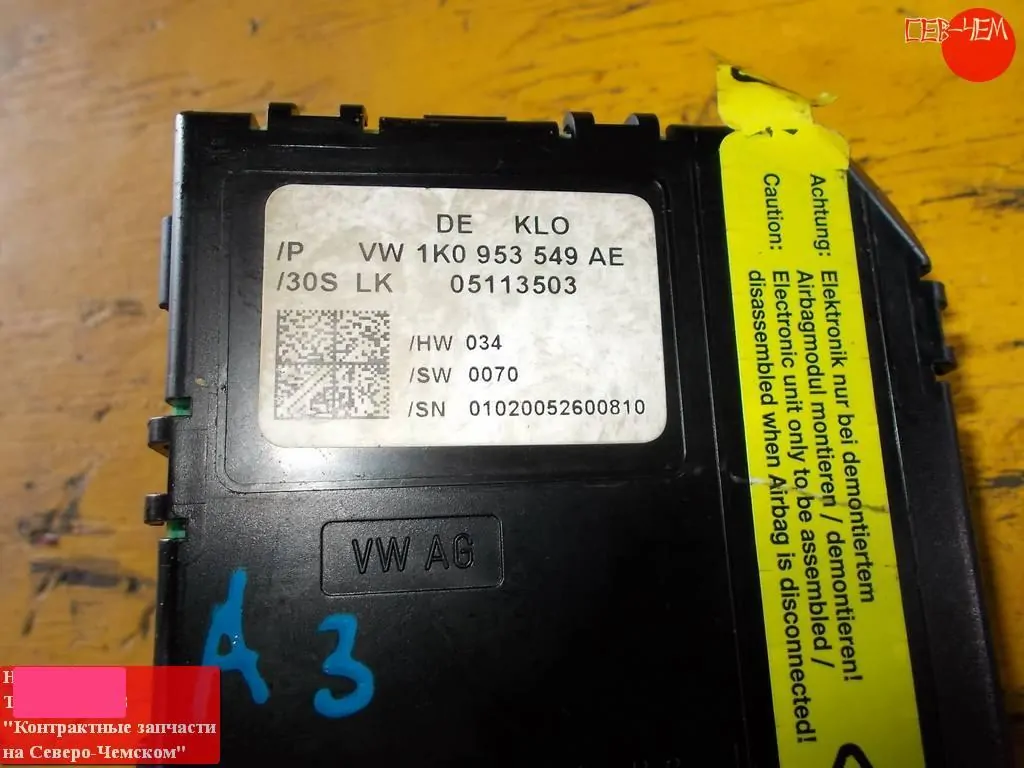 СЕВ-ЧЕМ
DE KLO
/P VW 1K0 953 549 AE
/30S LK 05113503
/HW 034
/SW 0070
/SN 01020052600810
VW AG
A 3
Achtung: Elektronik nur bei demontiertem
Airbagmodul montieren / demontieren!
Caution: Electronic unit only to be assembled /
disassembled when Airbag is disconnected!
"Контрактные запчасти
на Северо-Чемском"